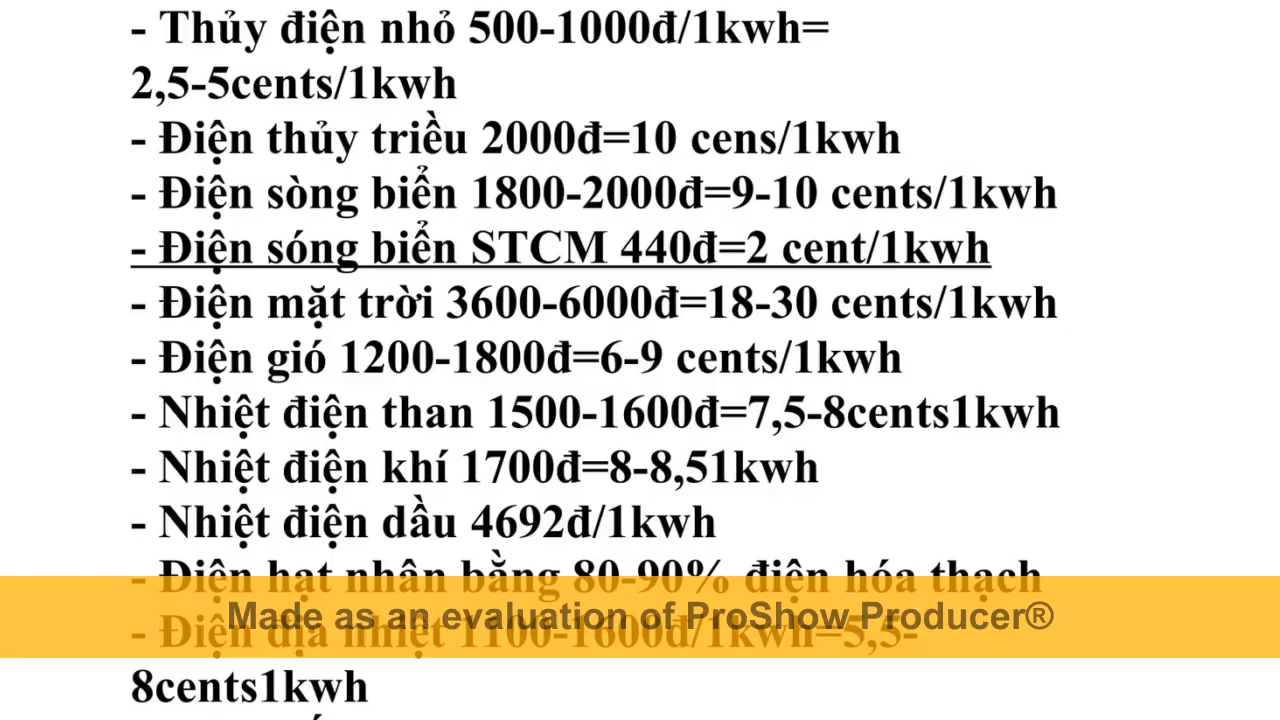 - Thủy điện nhỏ 500-1000đ/1kwh=
2,5-5cents/1kwh
- Điện thủy triều 2000đ=10 cens/1kwh
- Điện sòng biển 1800-2000đ=9-10 cents/1kwh
- Điện sóng biển STCM 440đ=2 cent/1kwh
- Điện mặt trời 3600-6000đ=18-30 cents/1kwh
- Điện gió 1200-1800đ=6-9 cents/1kwh
- Nhiệt điện than 1500-1600đ=7,5-8cents1kwh
- Nhiệt điện khí 1700đ=8-8,51kwh
- Nhiệt điện dầu 4692đ/1kwh
- Điện hạt nhân bằng 80-90% điện hóa thạch
Made as an evaluation of ProShow Producer®
- Điện địa nhiệt 1100-1600đ/1kwh=5,5-
8cents1kwh